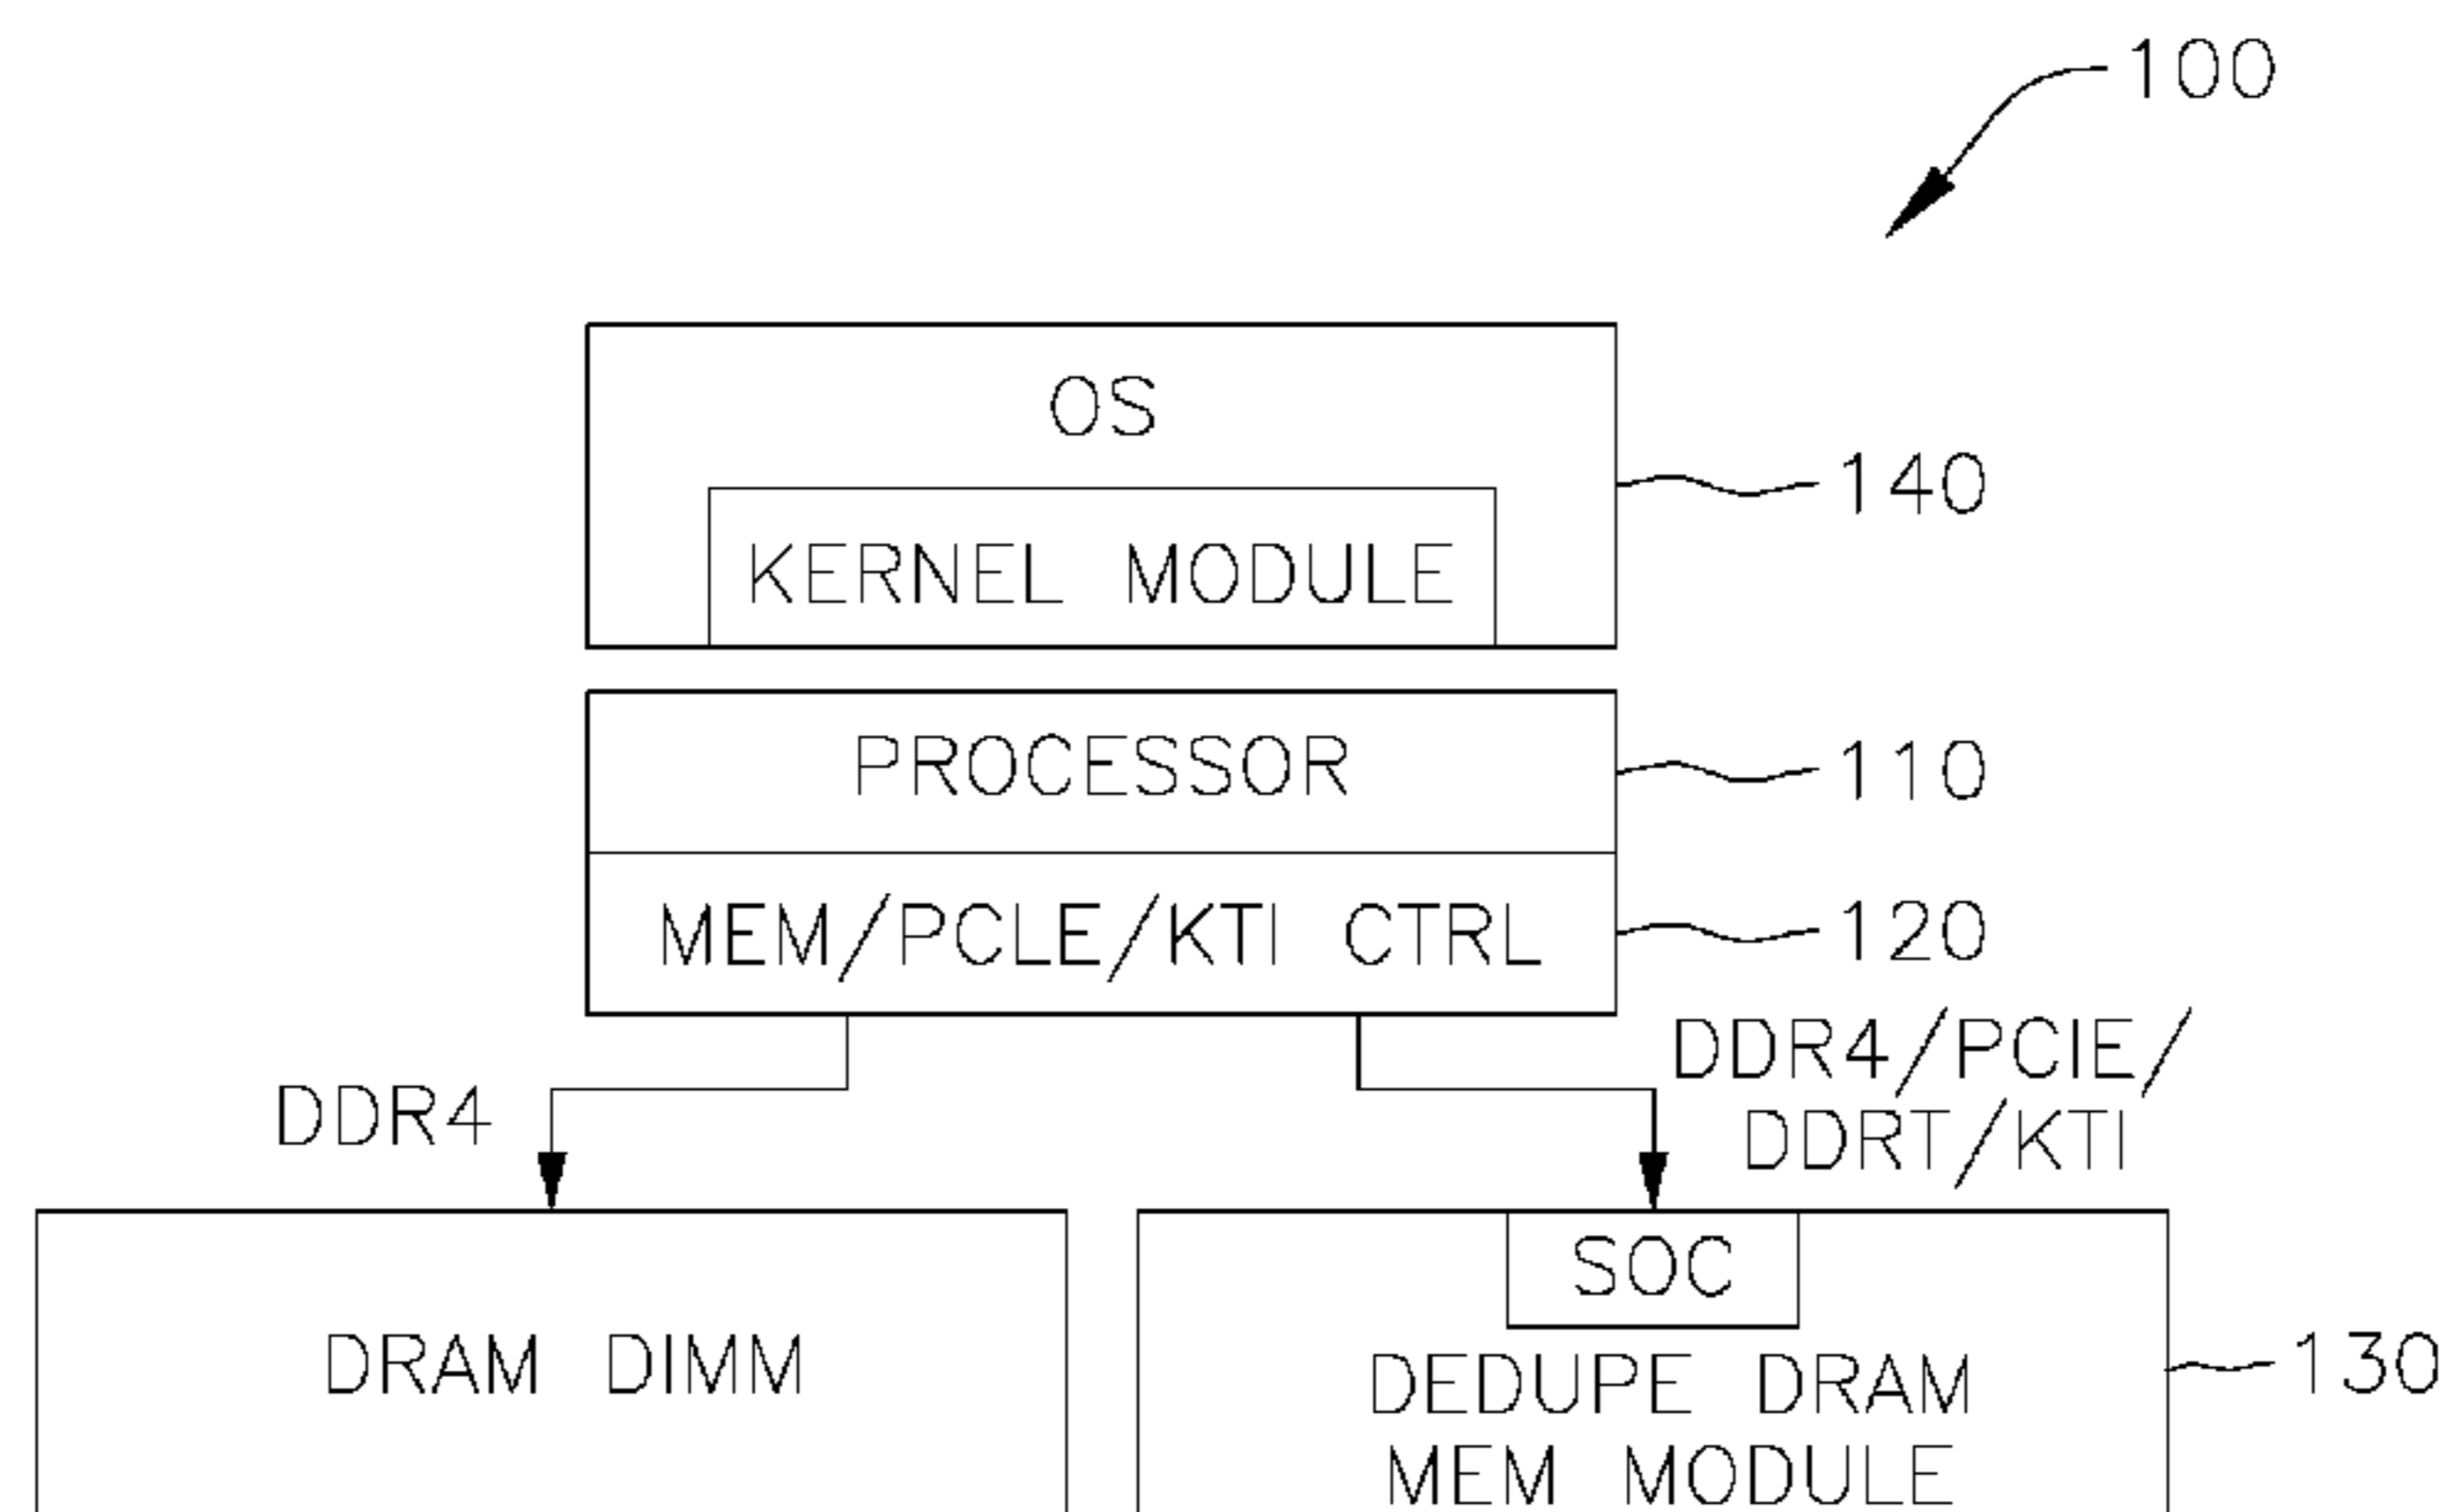 100
OS
140
KERNEL MODULE
PROCESSOR
110
MEM/PCLE/KTI CTRL
120
DDR4
DDR4/PCIE/
DDRT/KTI
SOC
DRAM DIMM
DEDUPE DRAM
MEM MODULE
130